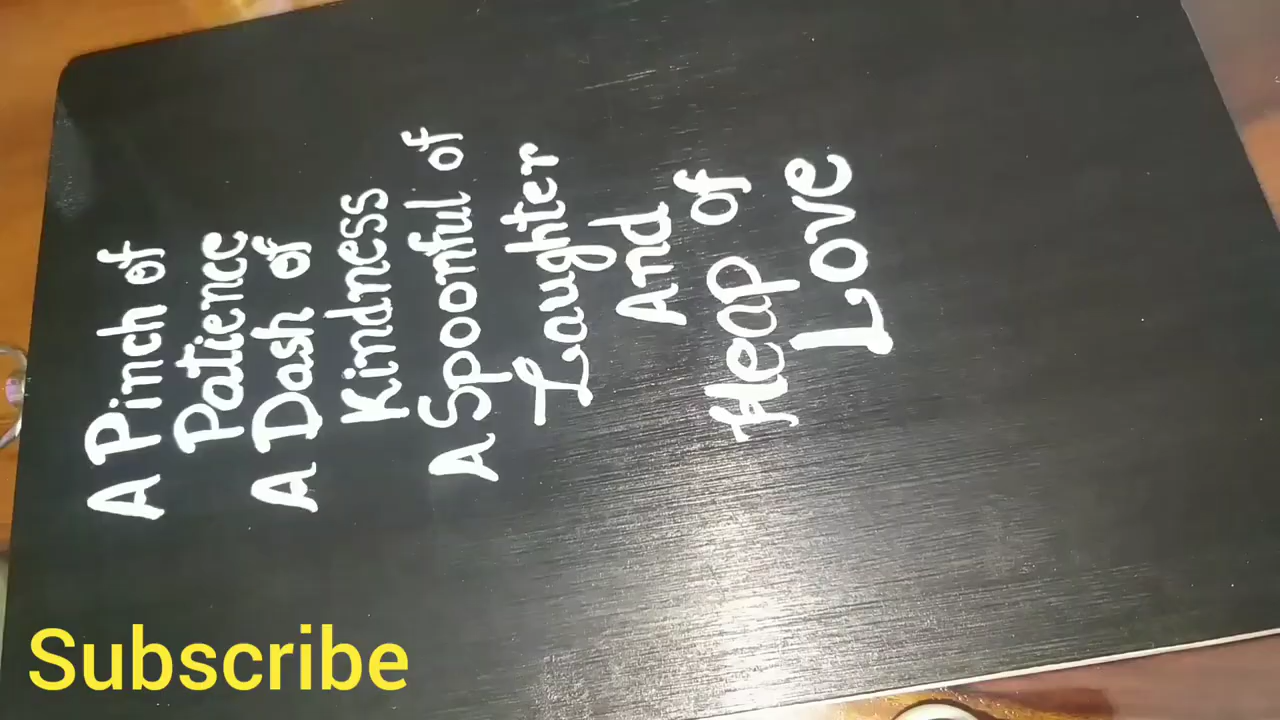 A Pinch of
Patience
A Dash of
Kindness
A Spoonful of
Laughter
And
Heap of
Love
Subscribe